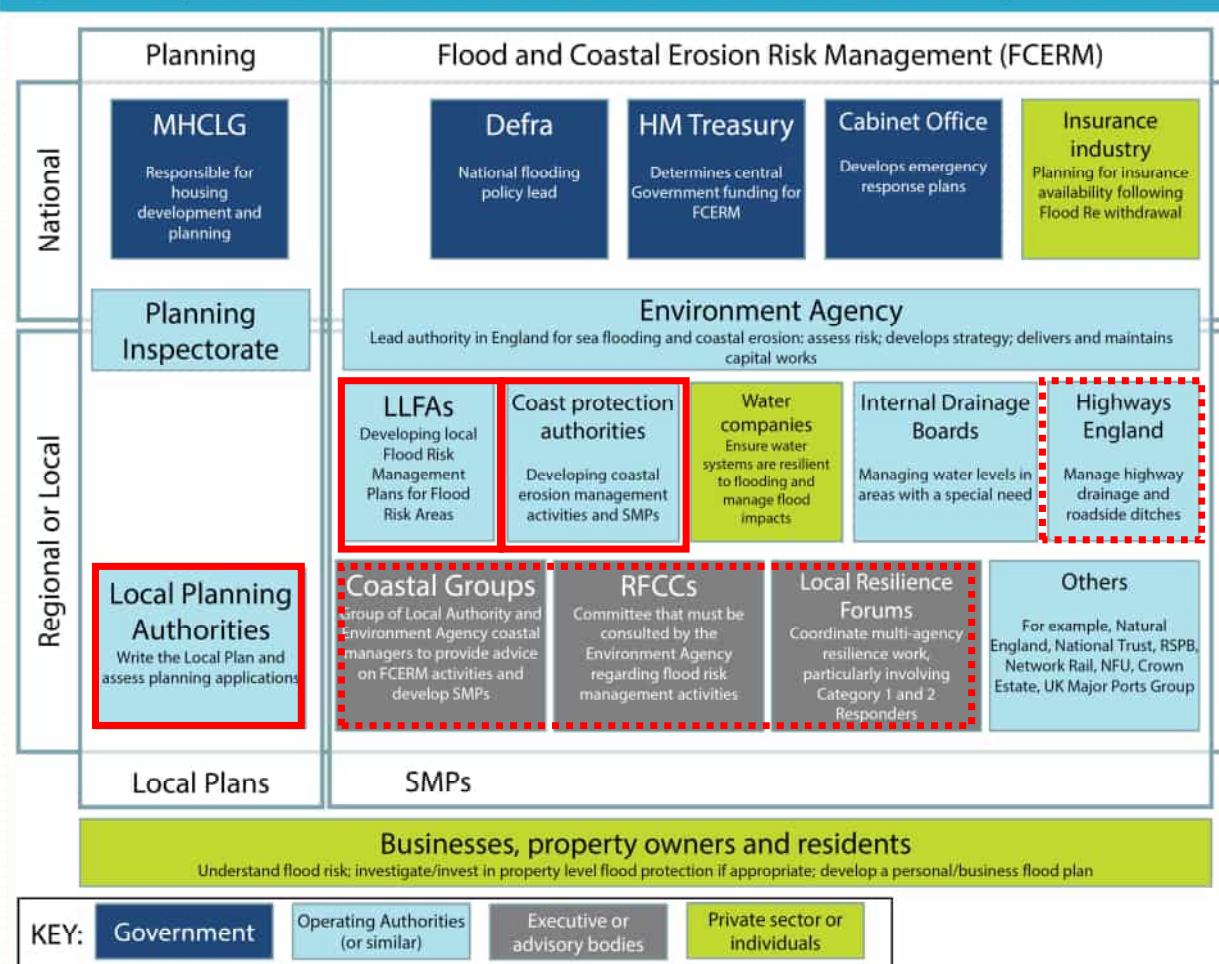 Planning
Flood and Coastal Erosion Risk Management (FCERM)
National
MHCLG
Responsible for
housing
development and
planning
Defra
National flooding
policy lead
HM Treasury
Determines central
Government funding for
FCERM
Cabinet Office
Develops emergency
response plans
Insurance
industry
Planning for insurance
availability following
Flood Re withdrawal
Planning
Inspectorate
Environment Agency
Lead authority in England for sea flooding and coastal erosion: assess risk; develops strategy; delivers and maintains
capital works
Regional or Local
LLFAs
Developing local
Flood Risk
Management
Plans for Flood
Risk Areas
Coast protection
authorities
Developing coastal
erosion management
activities and SMPs
Water
companies
Ensure water
systems are resilient
to flooding and
manage flood
impacts
Internal Drainage
Boards
Managing water levels in
areas with a special need
Highways
England
Manage highway
drainage and
roadside ditches
Local Planning
Authorities
Write the Local Plan and
assess planning applications
Coastal Groups
Group of Local Authority and
Environment Agency coastal
managers to provide advice
on FCERM activities and
develop SMPs
RFCCs
Committee that must be
consulted by the
Environment Agency
regarding flood risk
management activities
Local Resilience
Forums
Coordinate multi-agency
resilience work,
particularly involving
Category 1 and 2
Responders
Others
For example, Natural
England, National Trust, RSPB,
Network Rail, NFU, Crown
Estate, UK Major Ports Group
Local Plans
SMPs
Businesses, property owners and residents
Understand flood risk; investigate/invest in property level flood protection if appropriate; develop a personal/business flood plan
KEY:
Government
Operating Authorities
(or similar)
Executive or
advisory bodies
Private sector or
individuals